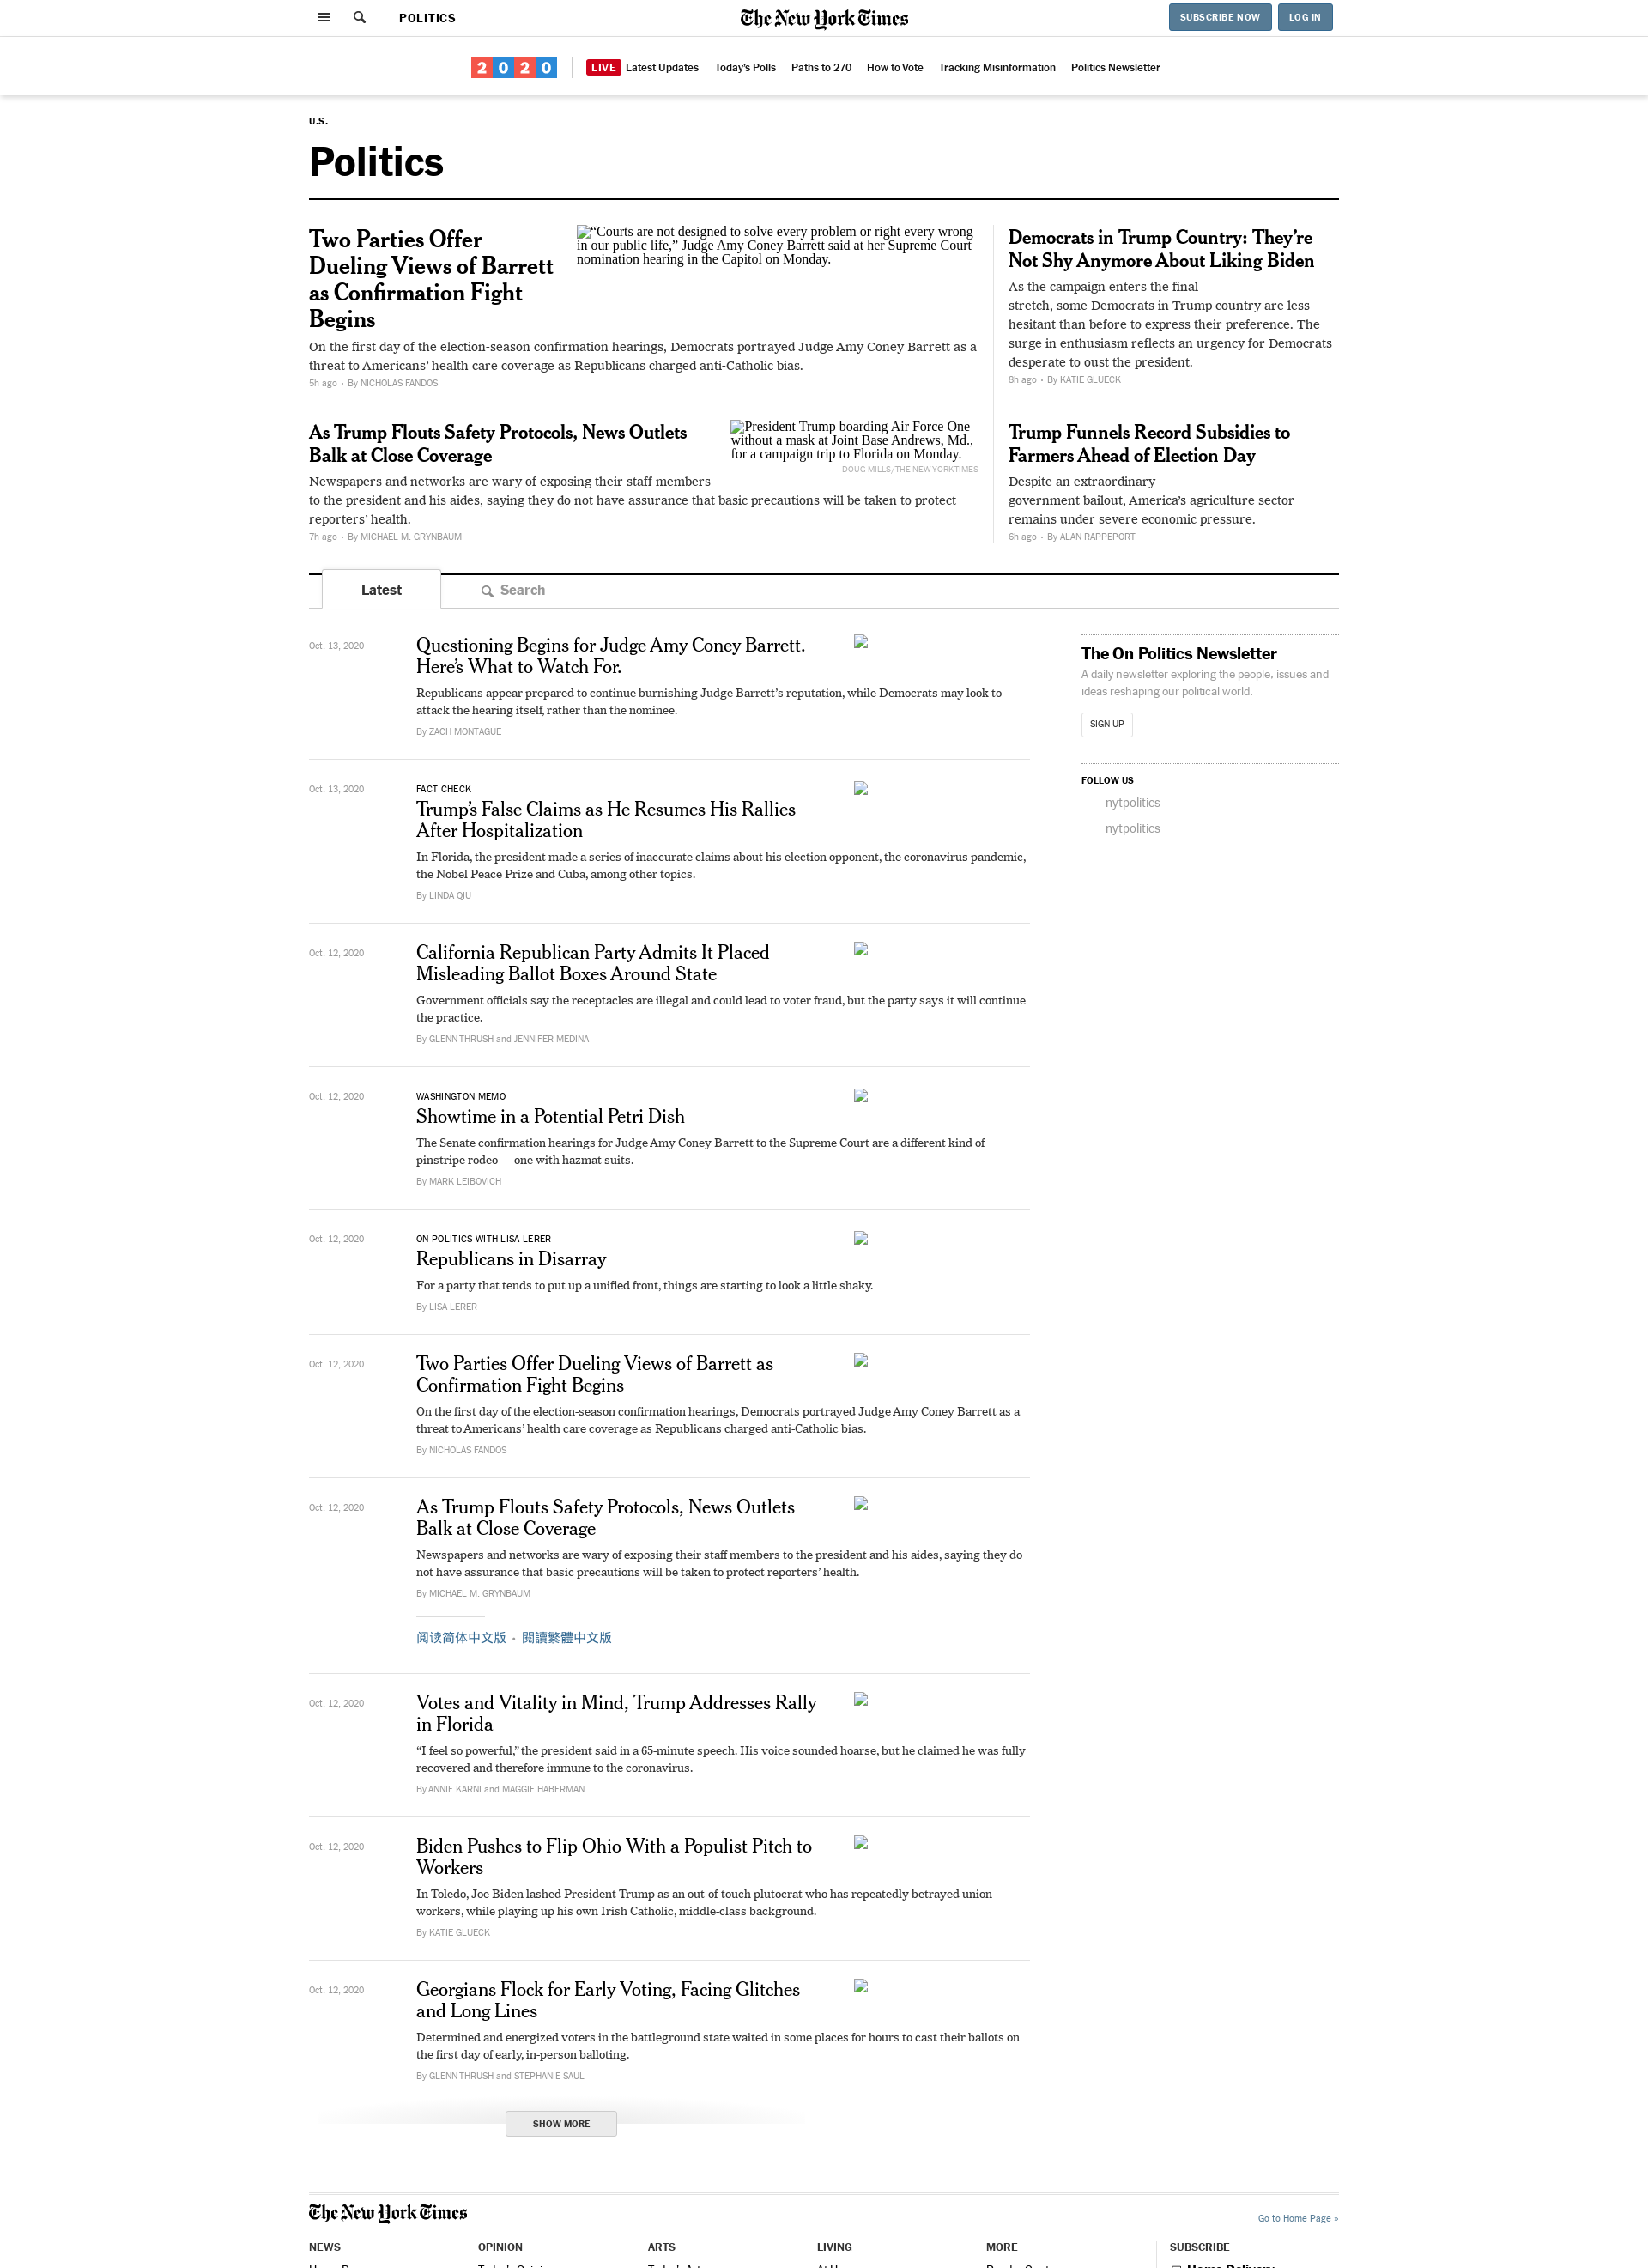 POLITICS
The New York Times
SUBSCRIBE NOW
LOG IN
2020
LIVE Latest Updates
Today's Polls
Paths to 270
How to Vote
Tracking Misinformation
Politics Newsletter
U.S.
Politics
Two Parties Offer
Dueling Views of Barrett
as Confirmation Fight
Begins
“Courts are not designed to solve every problem or right every wrong
in our public life,” Judge Amy Coney Barrett said at her Supreme Court
nomination hearing in the Capitol on Monday.
On the first day of the election-season confirmation hearings, Democrats portrayed Judge Amy Coney Barrett as a
threat to Americans’ health care coverage as Republicans charged anti-Catholic bias.
5h ago • By NICHOLAS FANDOS
As Trump Flouts Safety Protocols, News Outlets
Balk at Close Coverage
President Trump boarding Air Force One
without a mask at Joint Base Andrews, Md.,
for a campaign trip to Florida on Monday.
DOUG MILLS/THE NEW YORK TIMES
Newspapers and networks are wary of exposing their staff members
to the president and his aides, saying they do not have assurance that basic precautions will be taken to protect
reporters’ health.
7h ago • By MICHAEL M. GRYNBAUM
Democrats in Trump Country: They’re
Not Shy Anymore About Liking Biden
As the campaign enters the final
stretch, some Democrats in Trump country are less
hesitant than before to express their preference. The
surge in enthusiasm reflects an urgency for Democrats
desperate to oust the president.
8h ago • By KATIE GLUECK
Trump Funnels Record Subsidies to
Farmers Ahead of Election Day
Despite an extraordinary
government bailout, America’s agriculture sector
remains under severe economic pressure.
6h ago • By ALAN RAPPEPORT
Latest
Search
Oct. 13, 2020
Questioning Begins for Judge Amy Coney Barrett.
Here’s What to Watch For.
Republicans appear prepared to continue burnishing Judge Barrett’s reputation, while Democrats may look to
attack the hearing itself, rather than the nominee.
By ZACH MONTAGUE
Oct. 13, 2020
FACT CHECK
Trump’s False Claims as He Resumes His Rallies
After Hospitalization
In Florida, the president made a series of inaccurate claims about his election opponent, the coronavirus pandemic,
the Nobel Peace Prize and Cuba, among other topics.
By LINDA QIU
Oct. 12, 2020
California Republican Party Admits It Placed
Misleading Ballot Boxes Around State
Government officials say the receptacles are illegal and could lead to voter fraud, but the party says it will continue
the practice.
By GLENN THRUSH and JENNIFER MEDINA
Oct. 12, 2020
WASHINGTON MEMO
Showtime in a Potential Petri Dish
The Senate confirmation hearings for Judge Amy Coney Barrett to the Supreme Court are a different kind of
pinstripe rodeo — one with hazmat suits.
By MARK LEIBOVICH
Oct. 12, 2020
ON POLITICS WITH LISA LERER
Republicans in Disarray
For a party that tends to put up a unified front, things are starting to look a little shaky.
By LISA LERER
Oct. 12, 2020
Two Parties Offer Dueling Views of Barrett as
Confirmation Fight Begins
On the first day of the election-season confirmation hearings, Democrats portrayed Judge Amy Coney Barrett as a
threat to Americans’ health care coverage as Republicans charged anti-Catholic bias.
By NICHOLAS FANDOS
Oct. 12, 2020
As Trump Flouts Safety Protocols, News Outlets
Balk at Close Coverage
Newspapers and networks are wary of exposing their staff members to the president and his aides, saying they do
not have assurance that basic precautions will be taken to protect reporters’ health.
By MICHAEL M. GRYNBAUM
阅读简体中文版 • 閱讀繁體中文版
Oct. 12, 2020
Votes and Vitality in Mind, Trump Addresses Rally
in Florida
“I feel so powerful,” the president said in a 65-minute speech. His voice sounded hoarse, but he claimed he was fully
recovered and therefore immune to the coronavirus.
By ANNIE KARNI and MAGGIE HABERMAN
Oct. 12, 2020
Biden Pushes to Flip Ohio With a Populist Pitch to
Workers
In Toledo, Joe Biden lashed President Trump as an out-of-touch plutocrat who has repeatedly betrayed union
workers, while playing up his own Irish Catholic, middle-class background.
By KATIE GLUECK
Oct. 12, 2020
Georgians Flock for Early Voting, Facing Glitches
and Long Lines
Determined and energized voters in the battleground state waited in some places for hours to cast their ballots on
the first day of early, in-person balloting.
By GLENN THRUSH and STEPHANIE SAUL
SHOW MORE
The On Politics Newsletter
A daily newsletter exploring the people, issues and
ideas reshaping our political world.
SIGN UP
FOLLOW US
nytpolitics
nytpolitics
The New York Times
Go to Home Page »
NEWS
OPINION
ARTS
LIVING
MORE
SUBSCRIBE